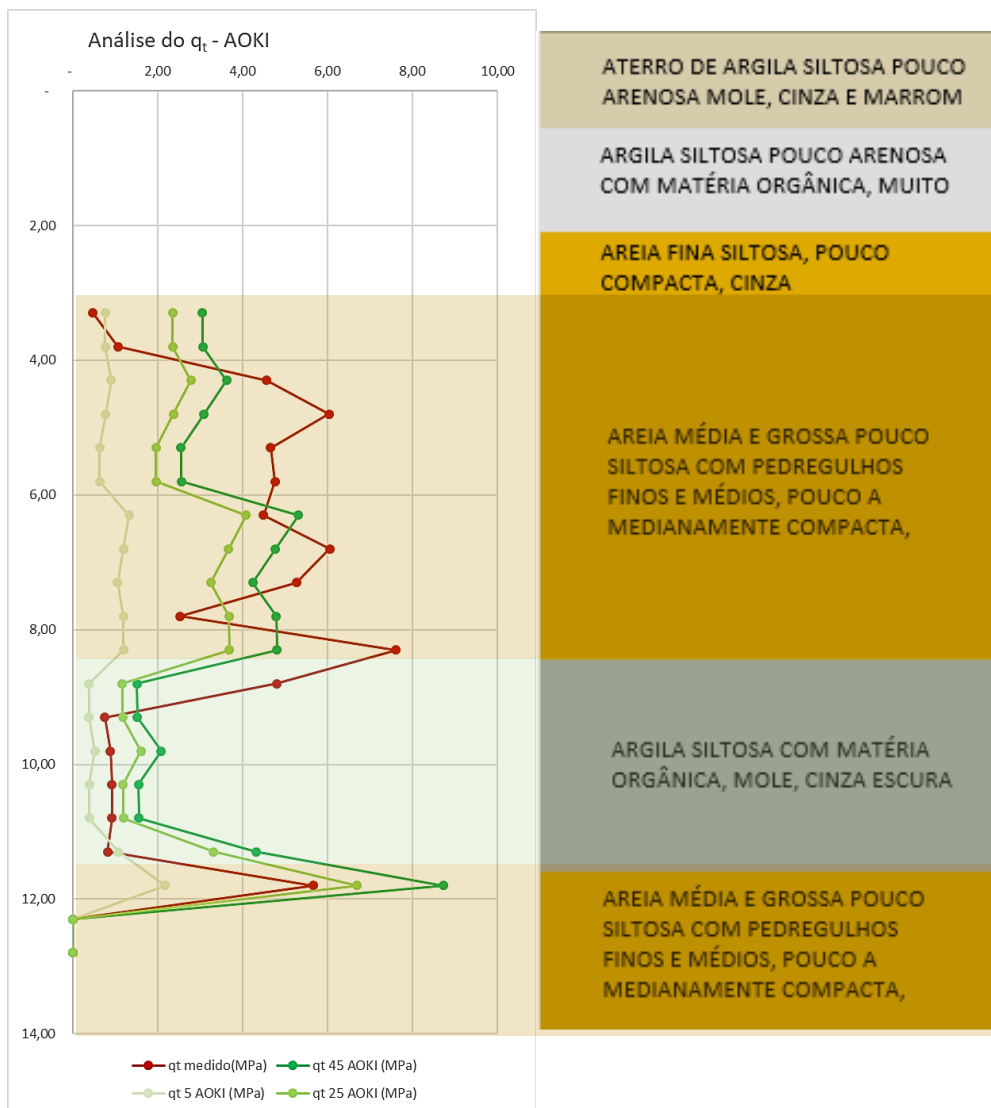 Análise do qt - AOKI
- 2,00 4,00 6,00 8,00 10,00
-
2,00
4,00
6,00
8,00
10,00
12,00
14,00
qt medido(MPa) qt 45 AOKI (MPa)
qt 5 AOKI (MPa) qt 25 AOKI (MPa)
ATERRO DE ARGILA SILTOSA POUCO
ARENOSA MOLE, CINZA E MARROM
ARGILA SILTOSA POUCO ARENOSA
COM MATÉRIA ORGÂNICA, MUITO
AREIA FINA SILTOSA, POUCO
COMPACTA, CINZA
AREIA MÉDIA E GROSSA POUCO
SILTOSA COM PEDREGULHOS
FINOS E MÉDIOS, POUCO A
MEDIANAMENTE COMPACTA,
ARGILA SILTOSA COM MATÉRIA
ORGÂNICA, MOLE, CINZA ESCURA
AREIA MÉDIA E GROSSA POUCO
SILTOSA COM PEDREGULHOS
FINOS E MÉDIOS, POUCO A
MEDIANAMENTE COMPACTA,